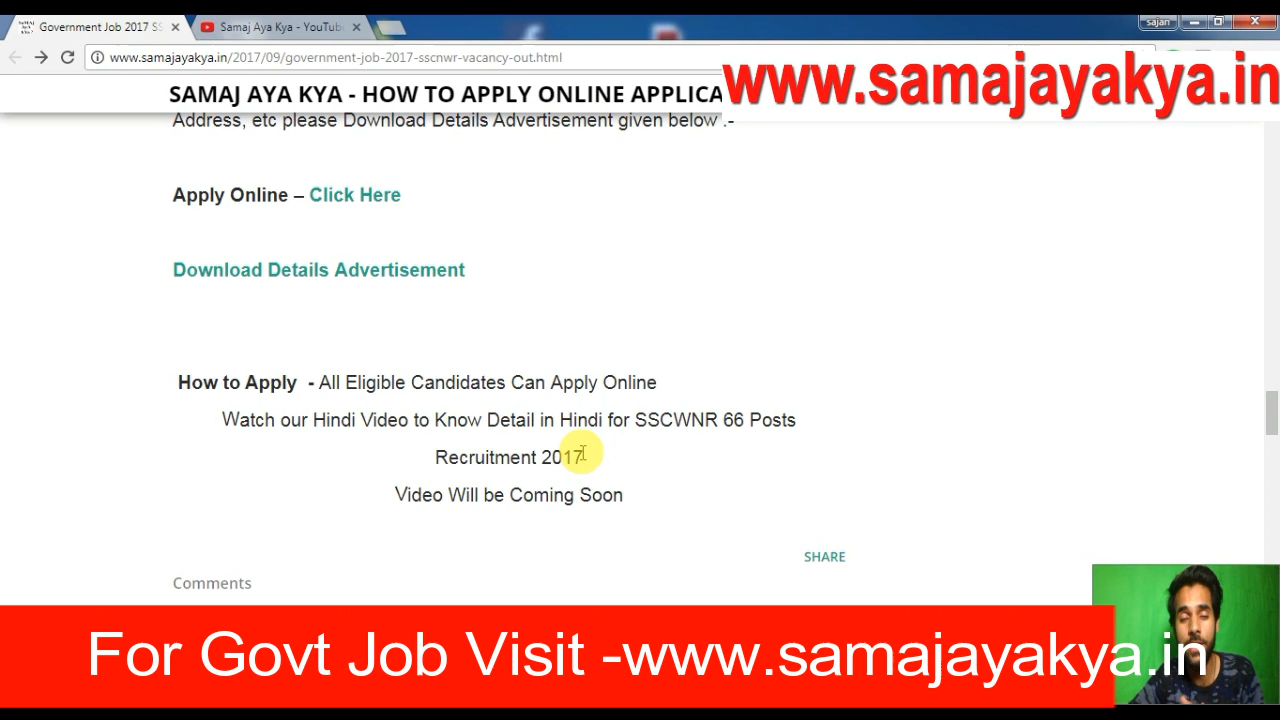 Government Job 2017 SS
Samaj Aya Kya - YouTube
sajan
www.samajayakya.in/2017/09/government-job-2017-sscnwr-vacancy-out.html
www.samajayakya.in
SAMAJ AYA KYA - HOW TO APPLY ONLINE APPLICA
Address, etc please Download Details Advertisement given below .-
Apply Online – Click Here
Download Details Advertisement
How to Apply - All Eligible Candidates Can Apply Online
Watch our Hindi Video to Know Detail in Hindi for SSCWNR 66 Posts
Recruitment 2017
Video Will be Coming Soon
SHARE
Comments
For Govt Job Visit -www.samajayakya.in